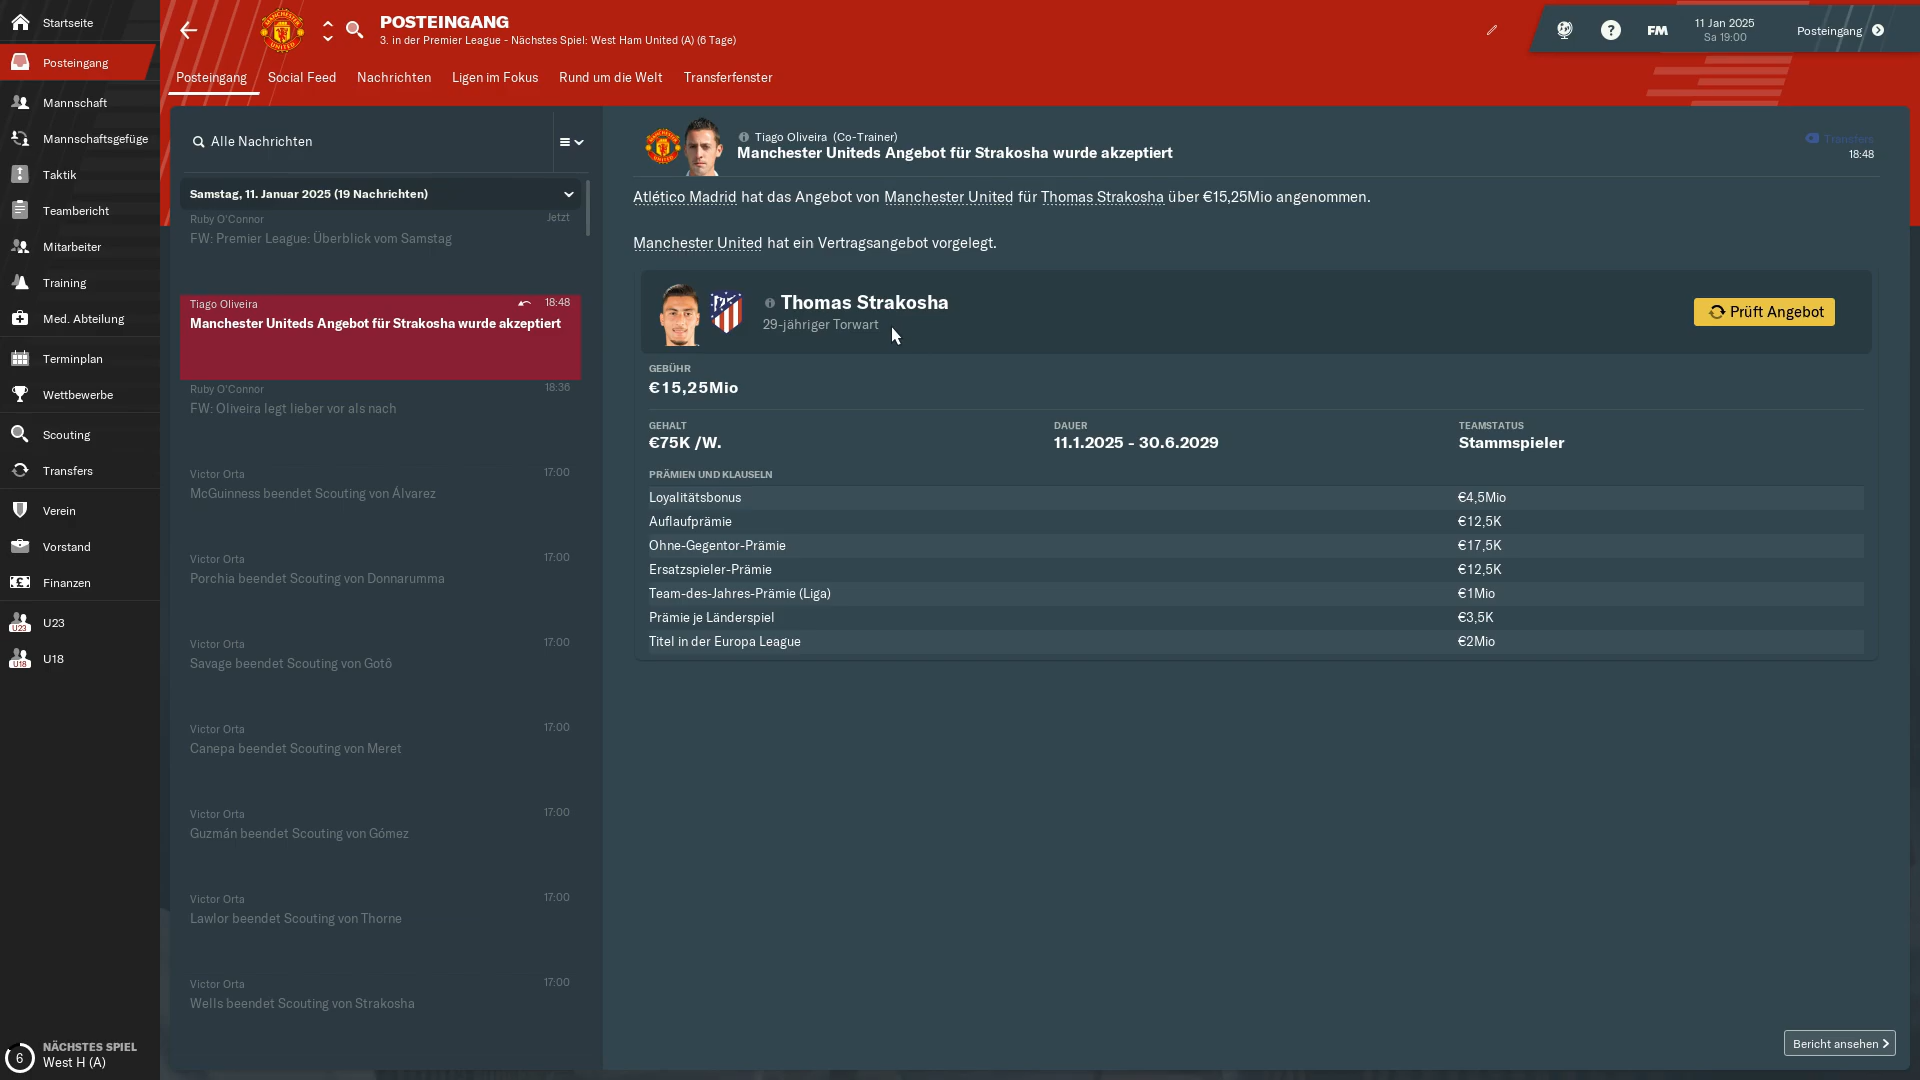 Startseite
Posteingang
Mannschaft
Mannschaftsgefüge
Taktik
Teambericht
Mitarbeiter
Training
Med. Abteilung
Terminplan
Wettbewerbe
Scouting
Transfers
Verein
Vorstand
Finanzen
U23
U23
U18
U18
6
NÄCHSTES SPIEL
West H (A)
POSTEINGANG
3. in der Premier League - Nächstes Spiel: West Ham United (A) (6 Tage)
?
FM
11 Jan 2025
Sa 19:00
Posteingang
Posteingang
Social Feed
Nachrichten
Ligen im Fokus
Rund um die Welt
Transferfenster
Alle Nachrichten
Samstag, 11. Januar 2025 (19 Nachrichten)
Ruby O'Connor
Jetzt
FW: Premier League: Überblick vom Samstag
Tiago Oliveira
18:48
Manchester Uniteds Angebot für Strakosha wurde akzeptiert
Ruby O'Connor
18:36
FW: Oliveira legt lieber vor als nach
Victor Orta
17:00
McGuinness beendet Scouting von Álvarez
Victor Orta
17:00
Porchia beendet Scouting von Donnarumma
Victor Orta
17:00
Savage beendet Scouting von Gotô
Victor Orta
17:00
Canepa beendet Scouting von Meret
Victor Orta
17:00
Guzmán beendet Scouting von Gómez
Victor Orta
17:00
Lawlor beendet Scouting von Thorne
Victor Orta
17:00
Wells beendet Scouting von Strakosha
Tiago Oliveira (Co-Trainer)
Manchester Uniteds Angebot für Strakosha wurde akzeptiert
Transfers
18:48
Atlético Madrid hat das Angebot von Manchester United für Thomas Strakosha über €15,25Mio angenommen.
Manchester United hat ein Vertragsangebot vorgelegt.
Thomas Strakosha
29-jähriger Torwart
Prüft Angebot
GEBÜHR
€15,25Mio
GEHALT
€75K /W.
DAUER
11.1.2025 - 30.6.2029
TEAMSTATUS
Stammspieler
PRÄMIEN UND KLAUSELN
Loyalitätsbonus €4,5Mio
Auflaufprämie €12,5K
Ohne-Gegentor-Prämie €17,5K
Ersatzspieler-Prämie €12,5K
Team-des-Jahres-Prämie (Liga) €1Mio
Prämie je Länderspiel €3,5K
Titel in der Europa League €2Mio
Bericht ansehen